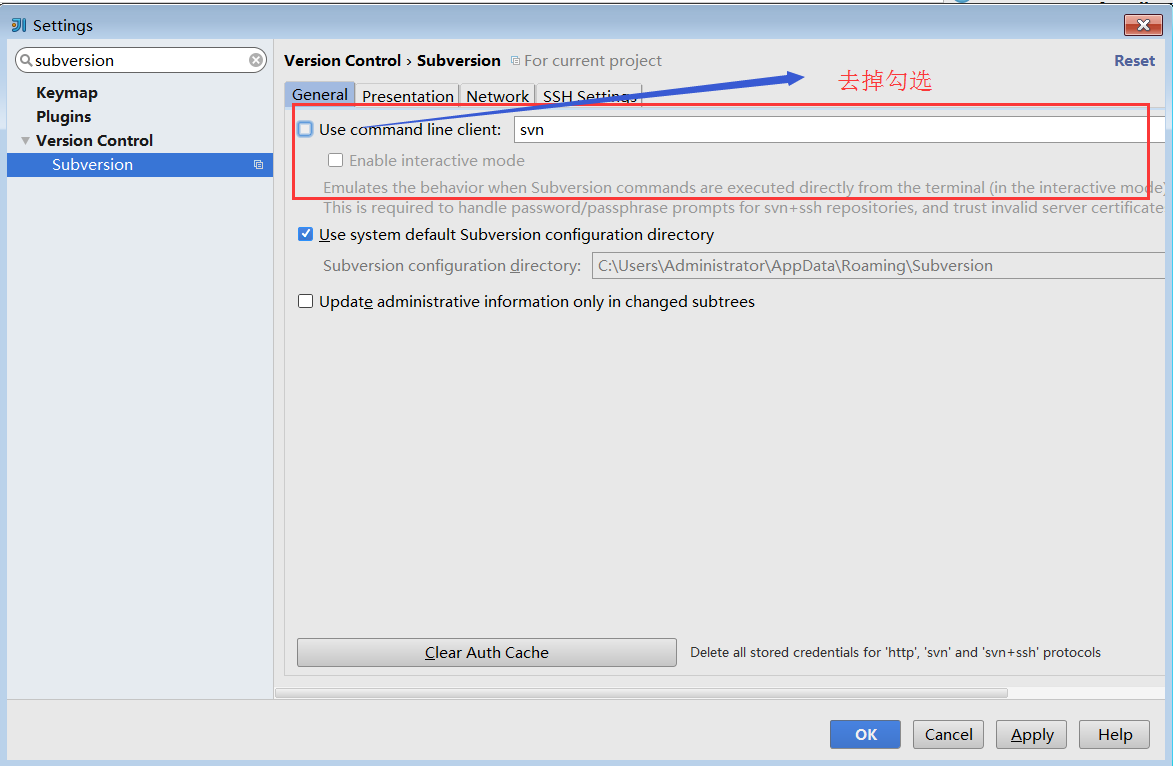 Settings
subversion
Keymap
Plugins
Version Control
Subversion
Version Control › Subversion For current project Reset
General Presentation Network SSH Settings
去掉勾选
Use command line client: svn
Enable interactive mode
Emulates the behavior when Subversion commands are executed directly from the terminal (in the interactive mode)
This is required to handle password/passphrase prompts for svn+ssh repositories, and trust invalid server certificate
Use system default Subversion configuration directory
Subversion configuration directory: C:\Users\Administrator\AppData\Roaming\Subversion
Update administrative information only in changed subtrees
Clear Auth Cache Delete all stored credentials for 'http', 'svn' and 'svn+ssh' protocols
OK Cancel Apply Help